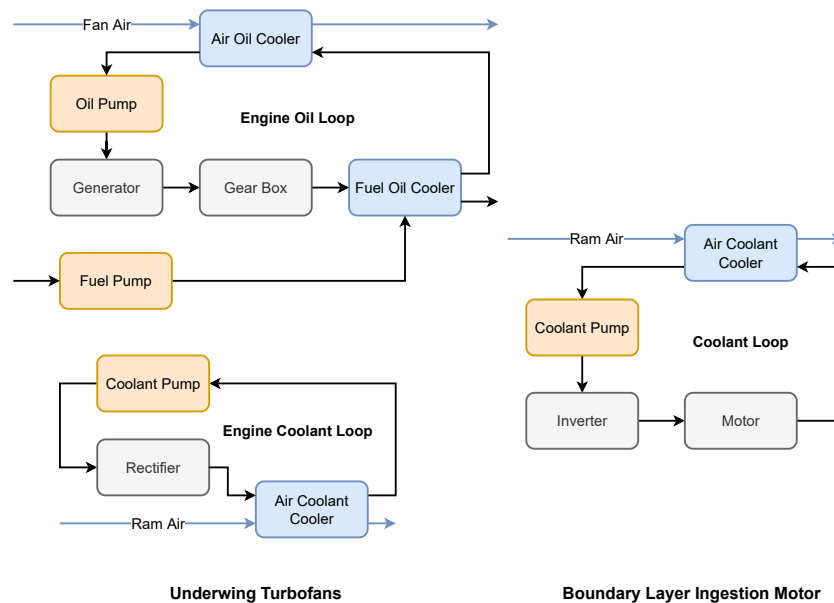 Fan Air
Air Oil Cooler
Oil Pump
Engine Oil Loop
Generator
Gear Box
Fuel Oil Cooler
Fuel Pump
Ram Air
Air Coolant
Cooler
Coolant Pump
Coolant Loop
Inverter
Motor
Coolant Pump
Engine Coolant Loop
Rectifier
Air Coolant
Cooler
Ram Air
Underwing Turbofans
Boundary Layer Ingestion Motor